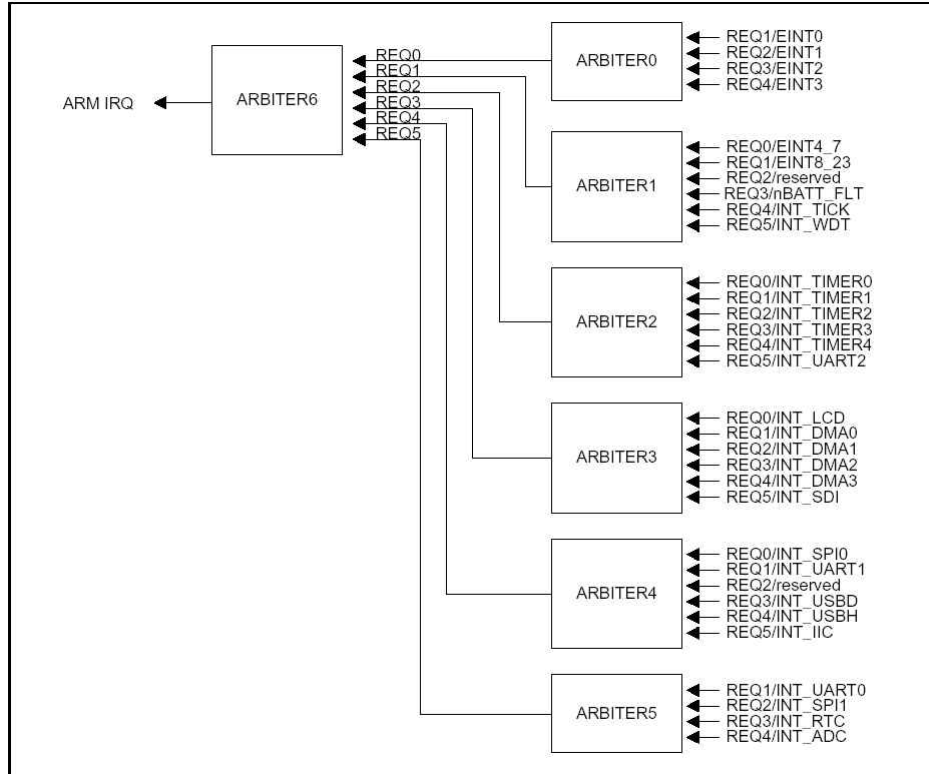 ARM IRQ
ARBITER6
REQ0
REQ1
REQ2
REQ3
REQ4
REQ5
ARBITER0
REQ1/EINT0
REQ2/EINT1
REQ3/EINT2
REQ4/EINT3
ARBITER1
REQ0/EINT4_7
REQ1/EINT8_23
REQ2/reserved
REQ3/nBATT_FLT
REQ4/INT_TICK
REQ5/INT_WDT
ARBITER2
REQ0/INT_TIMER0
REQ1/INT_TIMER1
REQ2/INT_TIMER2
REQ3/INT_TIMER3
REQ4/INT_TIMER4
REQ5/INT_UART2
ARBITER3
REQ0/INT_LCD
REQ1/INT_DMA0
REQ2/INT_DMA1
REQ3/INT_DMA2
REQ4/INT_DMA3
REQ5/INT_SDI
ARBITER4
REQ0/INT_SPI0
REQ1/INT_UART1
REQ2/reserved
REQ3/INT_USBD
REQ4/INT_USBH
REQ5/INT_IIC
ARBITER5
REQ1/INT_UART0
REQ2/INT_SPI1
REQ3/INT_RTC
REQ4/INT_ADC